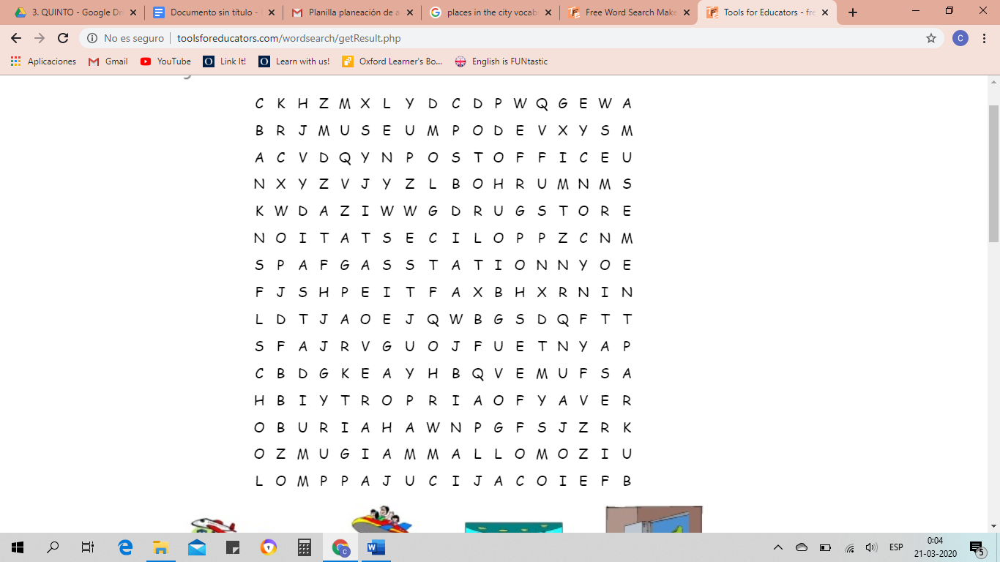 3. QUINTO - Google Dri
Documento sin título -
Planilla planeación de a
places in the city vocabu
Free Word Search Make
Tools for Educators - fre
No es seguro
toolsforeducators.com/wordsearch/getResult.php
C
Aplicaciones
Gmail
YouTube
Link It!
Learn with us!
Oxford Learner's Bo...
English is FUNtastic
C K H Z M X L Y D C D P W Q G E W A
B R J M U S E U M P O D E V X Y S M
A C V D Q Y N P O S T O F F I C E U
N X Y Z V J Y Z L B O H R U M N M S
K W D A Z I W W G D R U G S T O R E
N O I T A T S E C I L O P P Z C N M
S P A F G A S S T A T I O N N Y O E
F J S H P E I T F A X B H X R N I N
L D T J A O E J Q W B G S D Q F T T
S F A J R V G U O J F U E T N Y A P
C B D G K E A Y H B Q V E M U F S A
H B I Y T R O P R I A O F Y A V E R
O B U R I A H A W N P G F S J Z R K
O Z M U G I A M M A L L O M O Z I U
L O M P P A J U C I J A C O I E F B
ESP
0:04
21-03-2020
5